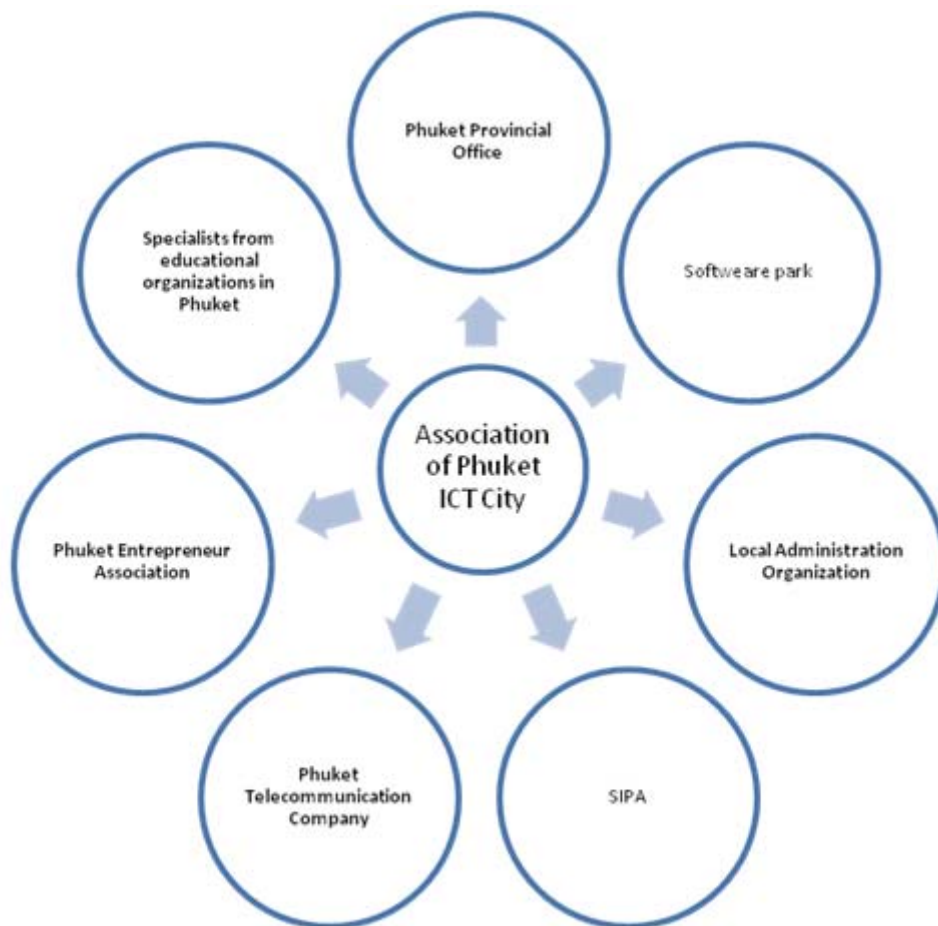 Phuket Provincial
Office
Softweare park
Local Administration
Organization
SIPA
Phuket
Telecommunication
Company
Phuket Entrepreneur
Association
Specialists from
educational
organizations in
Phuket
Association
of Phuket
ICT City